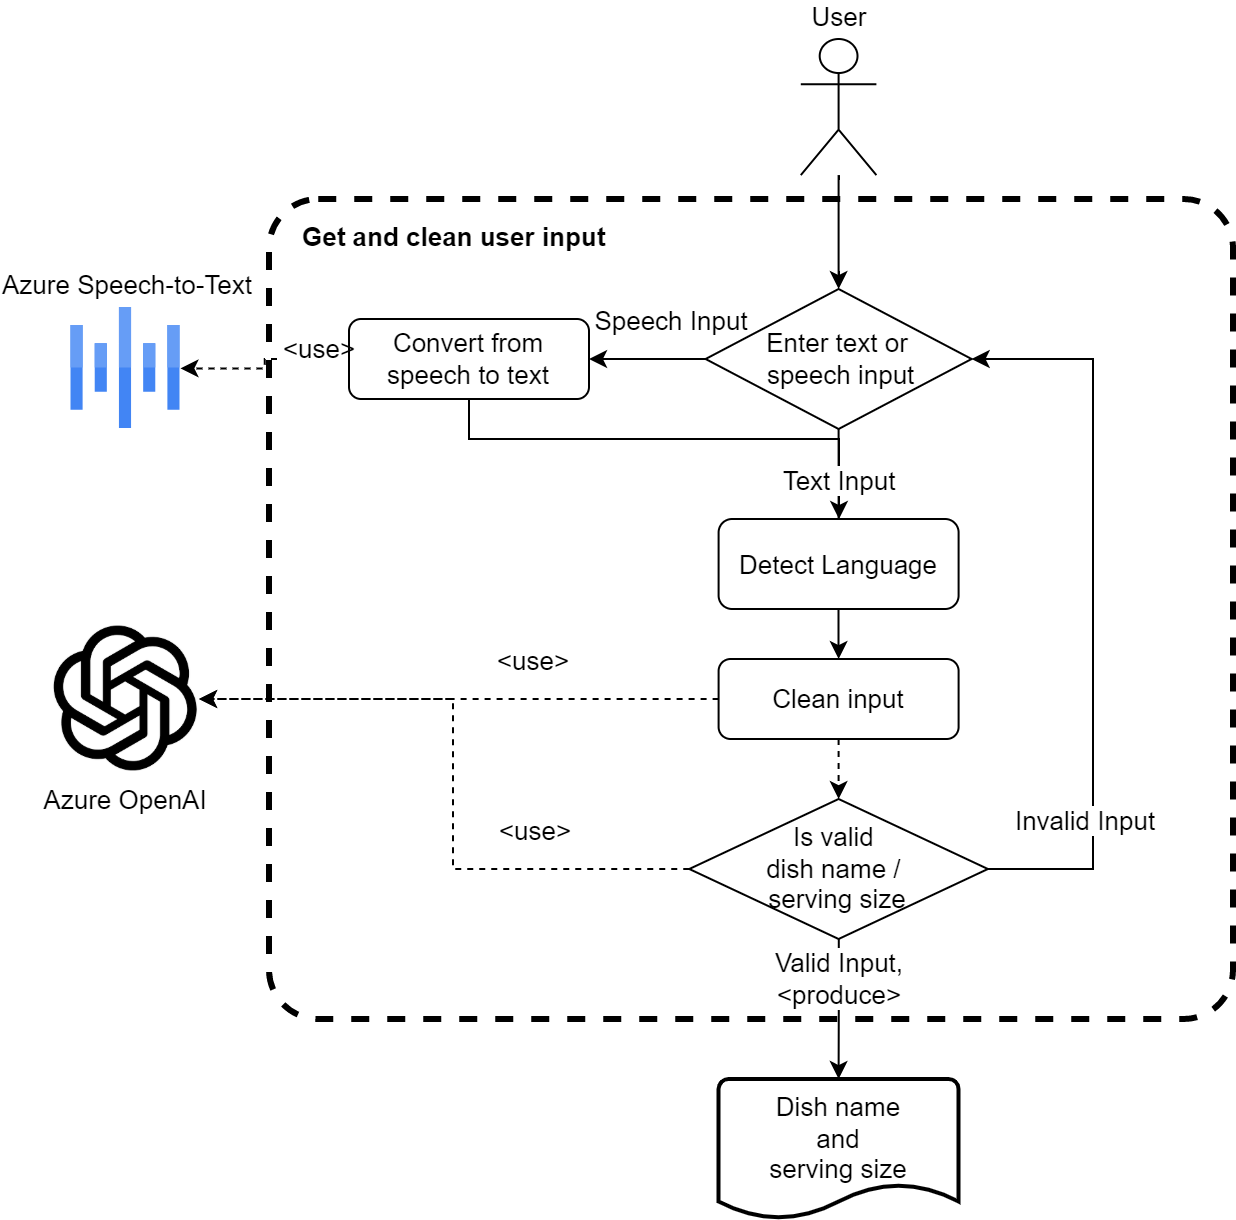 User
Get and clean user input
Azure Speech-to-Text
<use>
Convert from
speech to text
Speech Input
Enter text or
speech input
Text Input
Detect Language
<use>
Clean input
Azure OpenAI
<use>
Is valid
dish name /
serving size
Invalid Input
Valid Input,
<produce>
Dish name
and
serving size